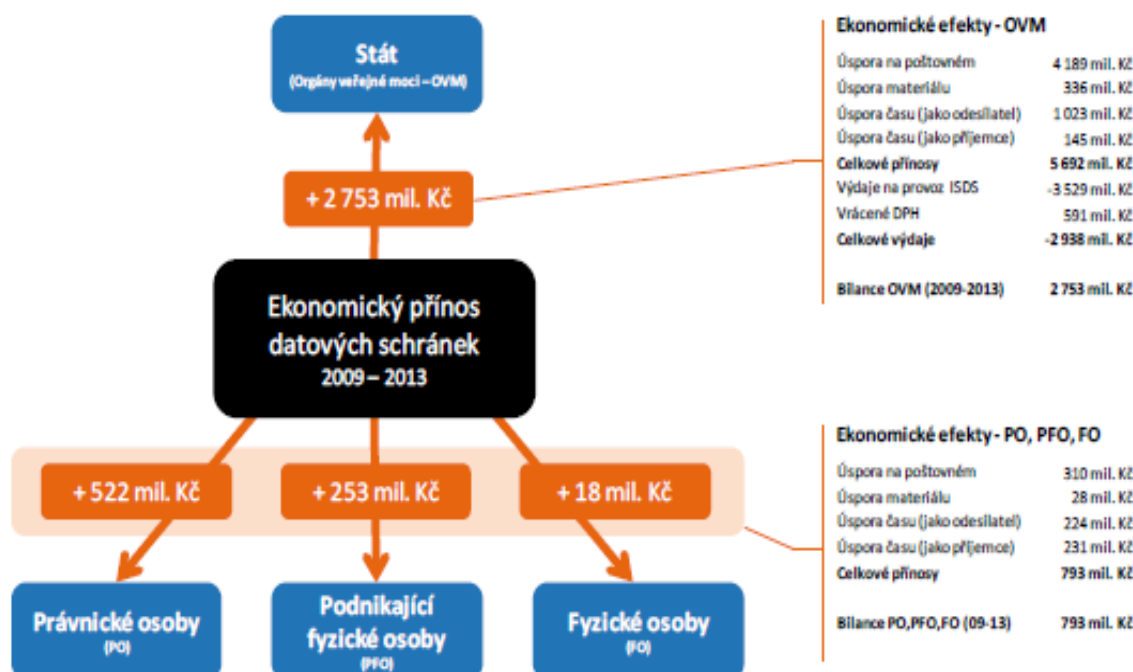 Stát
(Orgány veřejné moci – OVM)
+ 2 753 mil. Kč
Ekonomický přínos
datových schránek
2009 – 2013
+ 522 mil. Kč
+ 253 mil. Kč
+ 18 mil. Kč
Právnické osoby
(PO)
Podnikající
fyzické osoby
(PFO)
Fyzické osoby
(FO)
Ekonomické efekty - OVM
Úspora na poštovném 4 189 mil. Kč
Úspora materiálu 336 mil. Kč
Úspora času (jako odesílatel) 1 023 mil. Kč
Úspora času (jako příjemce) 145 mil. Kč
Celkové přínosy 5 692 mil. Kč
Výdaje na provoz ISDS -3 529 mil. Kč
Vrácené DPH 591 mil. Kč
Celkové výdaje -2 938 mil. Kč
Bilance OVM (2009-2013) 2 753 mil. Kč
Ekonomické efekty - PO, PFO, FO
Úspora na poštovném 310 mil. Kč
Úspora materiálu 28 mil. Kč
Úspora času (jako odesílatel) 224 mil. Kč
Úspora času (jako příjemce) 231 mil. Kč
Celkové přínosy 793 mil. Kč
Bilance PO,PFO,FO (09-13) 793 mil. Kč